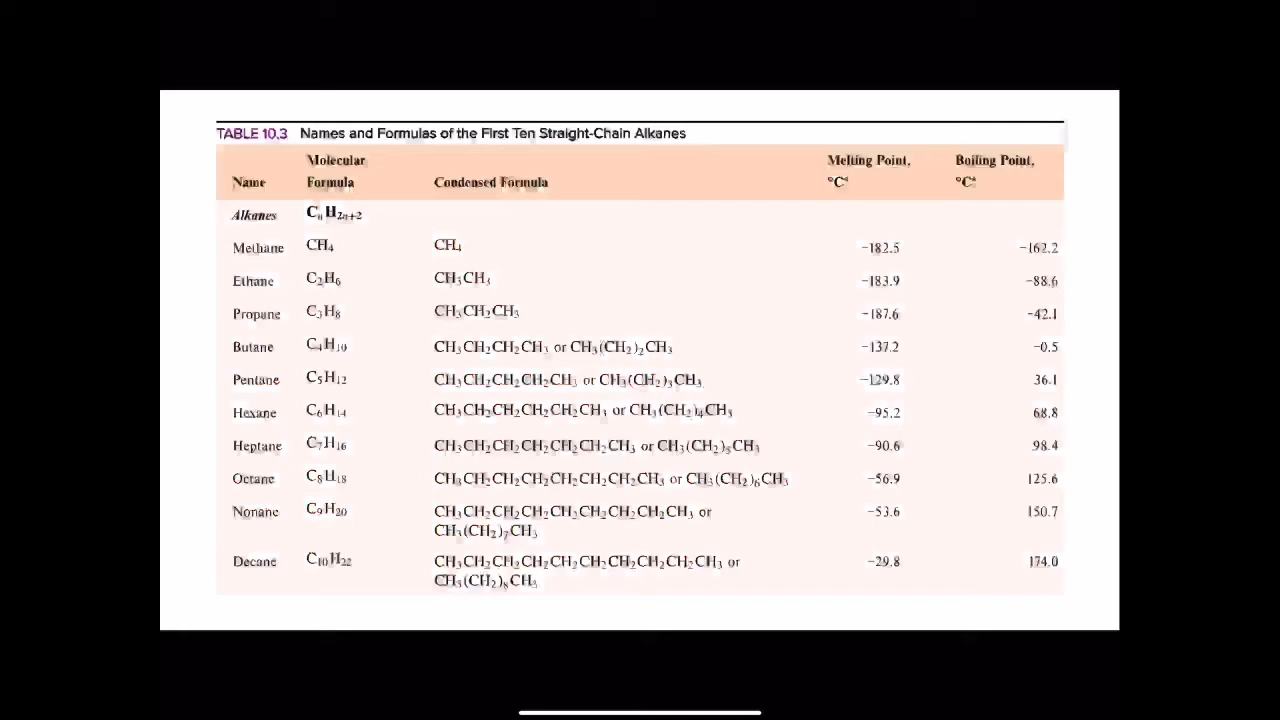 TABLE 10.3 Names and Formulas of the First Ten Straight-Chain Alkanes
Name Molecular Formula Condensed Formula Melting Point, °C* Boiling Point, °C*
Alkanes CₙH₂ₙ₊₂
Methane CH₄ CH₄ −182.5 −162.2
Ethane C₂H₆ CH₃CH₃ −183.9 −88.6
Propane C₃H₈ CH₃CH₂CH₃ −187.6 −42.1
Butane C₄H₁₀ CH₃CH₂CH₂CH₃ or CH₃(CH₂)₂CH₃ −137.2 −0.5
Pentane C₅H₁₂ CH₃CH₂CH₂CH₂CH₃ or CH₃(CH₂)₃CH₃ −129.8 36.1
Hexane C₆H₁₄ CH₃CH₂CH₂CH₂CH₂CH₃ or CH₃(CH₂)₄CH₃ −95.2 68.8
Heptane C₇H₁₆ CH₃CH₂CH₂CH₂CH₂CH₂CH₃ or CH₃(CH₂)₅CH₃ −90.6 98.4
Octane C₈H₁₈ CH₃CH₂CH₂CH₂CH₂CH₂CH₂CH₃ or CH₃(CH₂)₆CH₃ −56.9 125.6
Nonane C₉H₂₀ CH₃CH₂CH₂CH₂CH₂CH₂CH₂CH₂CH₃ or −53.6 150.7
CH₃(CH₂)₇CH₃
Decane C₁₀H₂₂ CH₃CH₂CH₂CH₂CH₂CH₂CH₂CH₂CH₂CH₃ or −29.8 174.0
CH₃(CH₂)₈CH₃